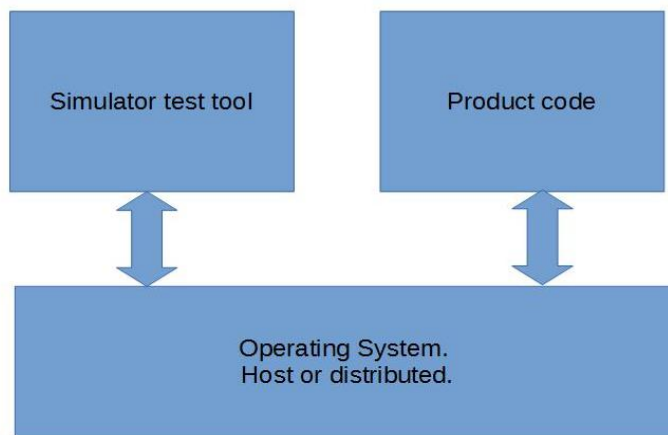 Simulator test tool
Product code
Operating System.
Host or distributed.